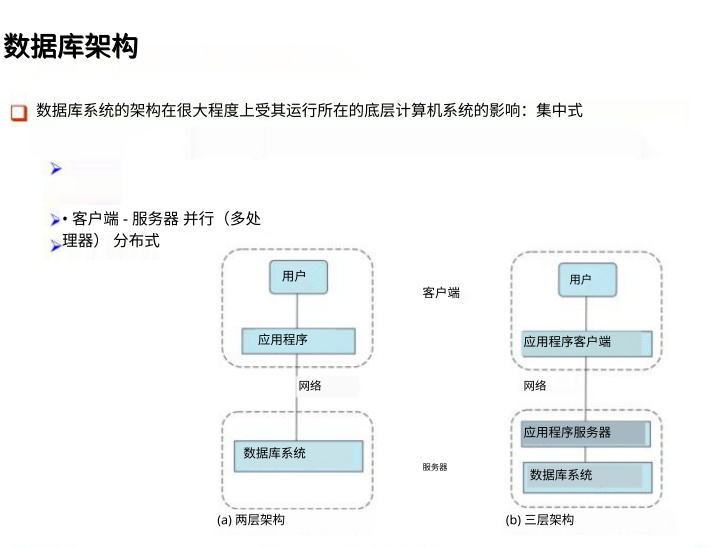 数据库架构
数据库系统的架构在很大程度上受其运行所在的底层计算机系统的影响：集中式
• 客户端 - 服务器 并行（多处
理器） 分布式
用户
应用程序
网络
数据库系统
(a) 两层架构
客户端
服务器
用户
应用程序客户端
网络
应用程序服务器
数据库系统
(b) 三层架构